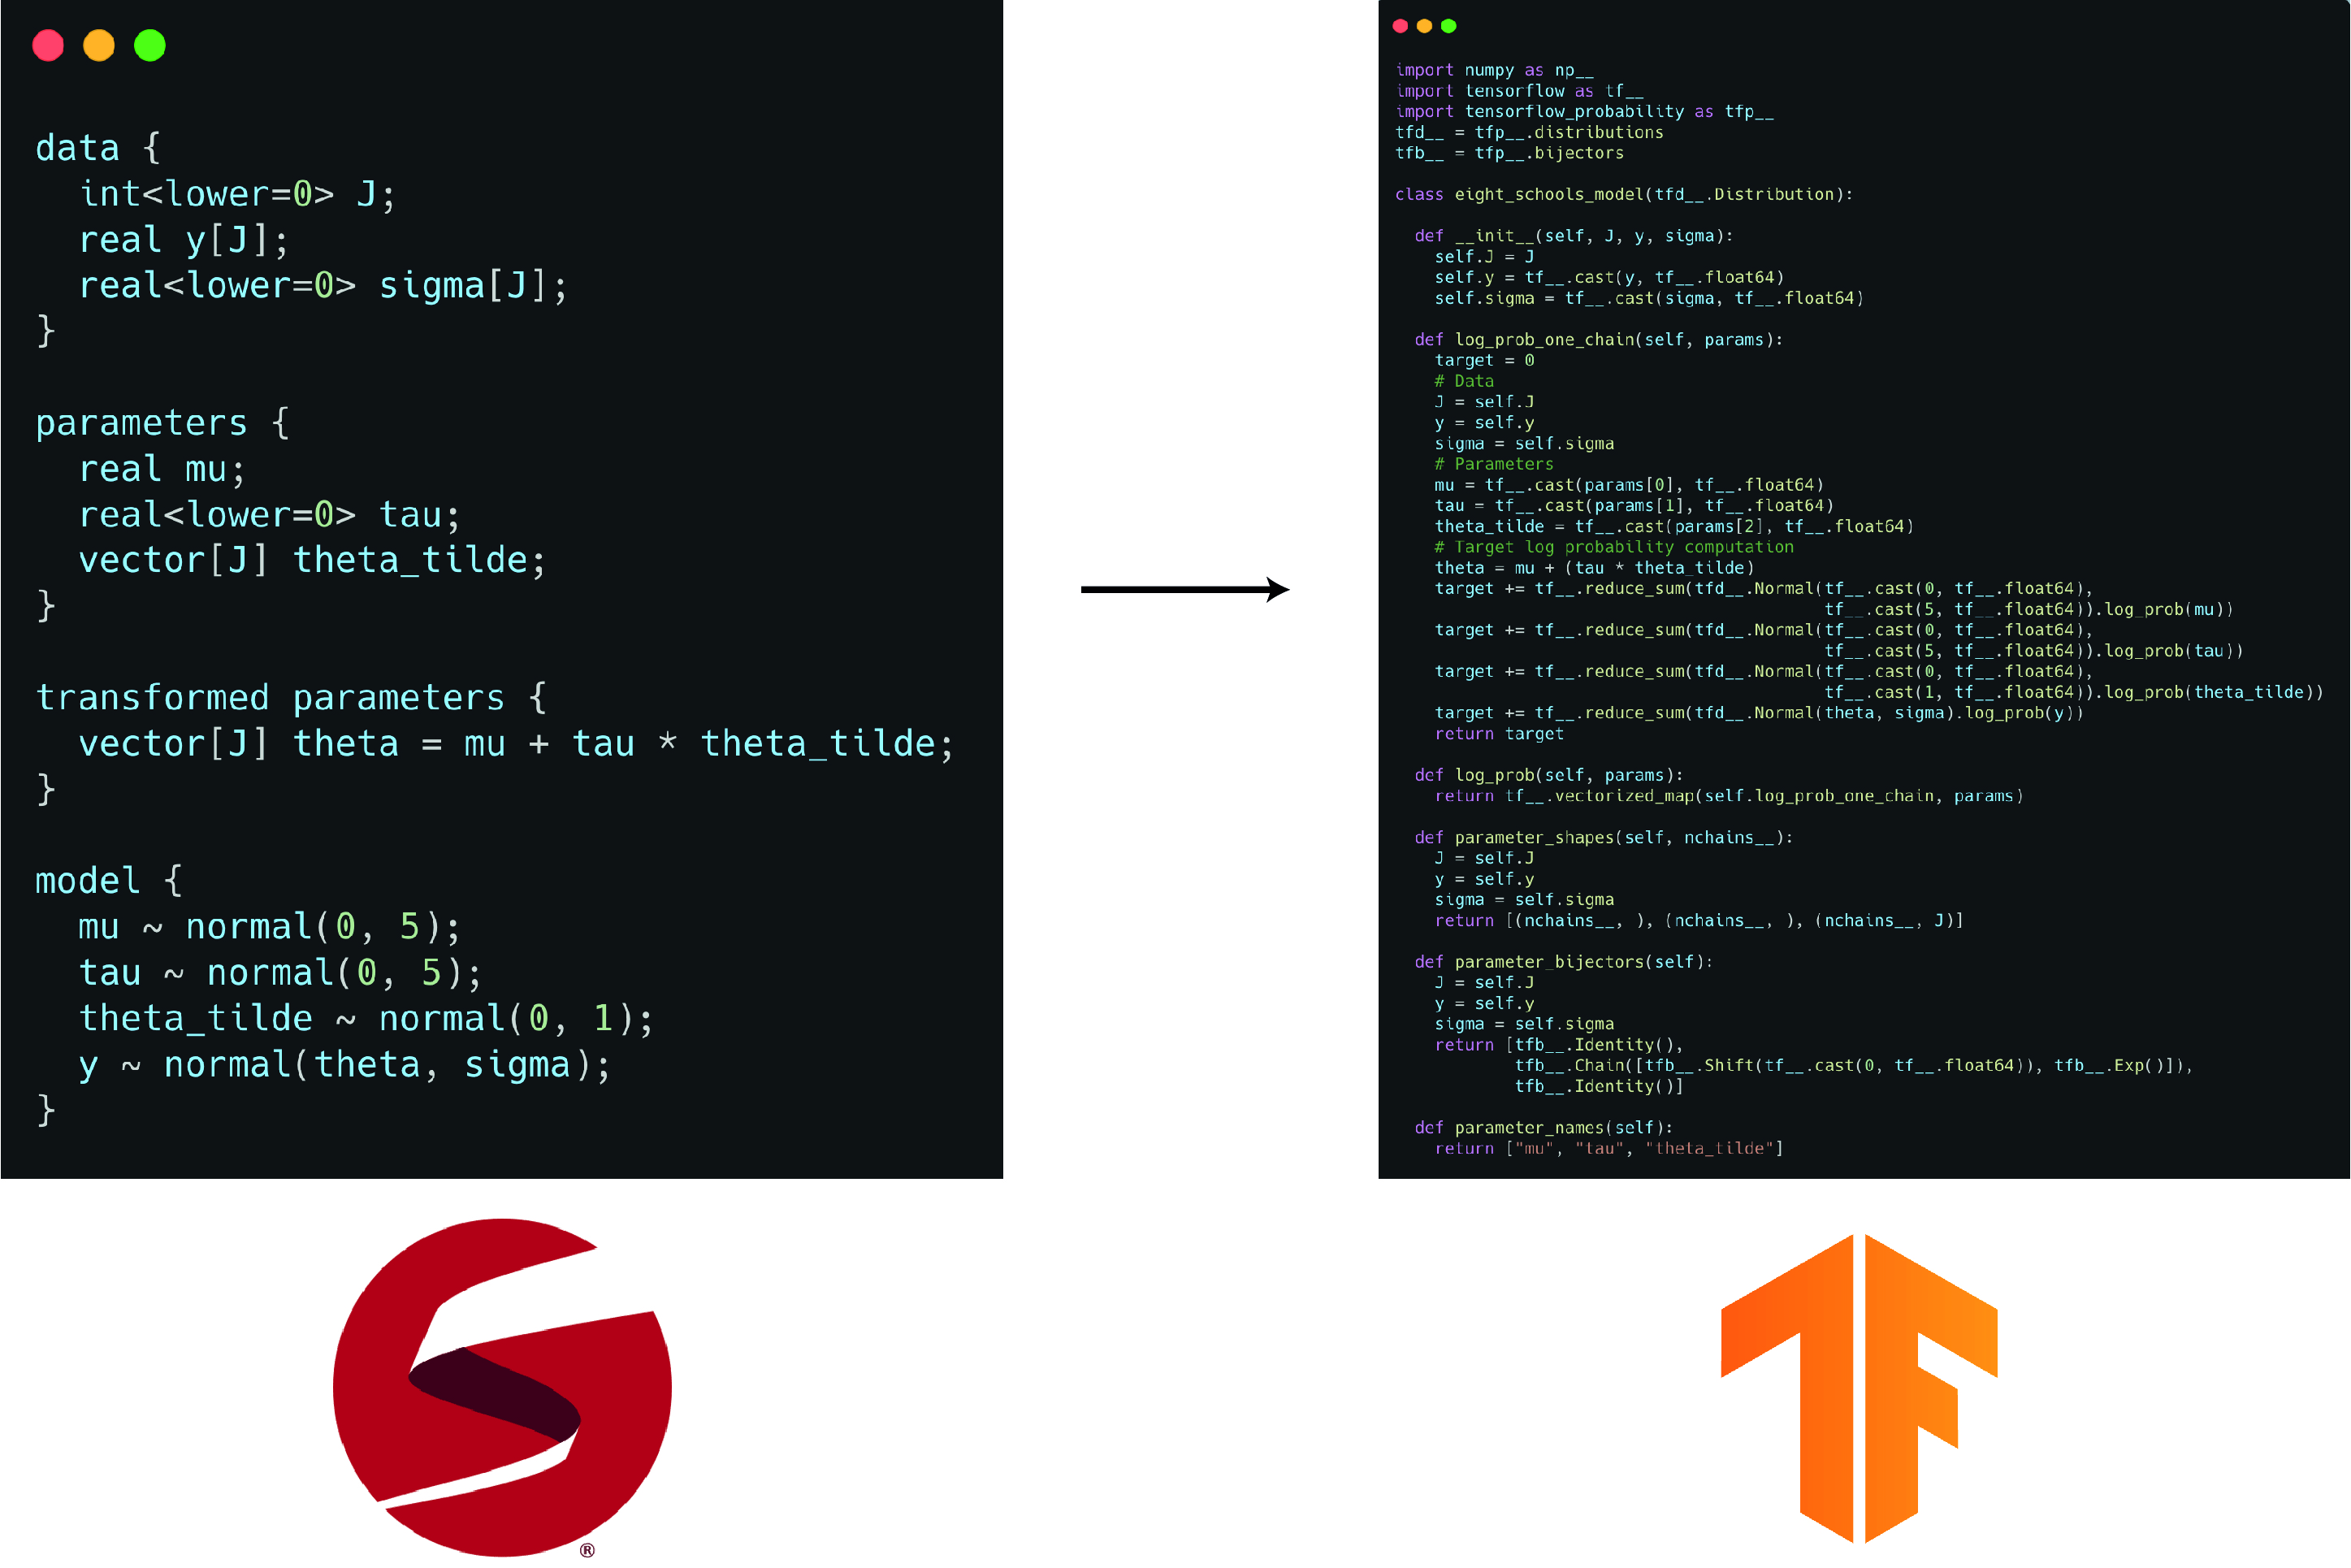 data {
  int<lower=0> J;
  real y[J];
  real<lower=0> sigma[J];
}
parameters {
  real mu;
  real<lower=0> tau;
  vector[J] theta_tilde;
}
transformed parameters {
  vector[J] theta = mu + tau * theta_tilde;
}
model {
  mu ~ normal(0, 5);
  tau ~ normal(0, 5);
  theta_tilde ~ normal(0, 1);
  y ~ normal(theta, sigma);
}
®
import numpy as np__
import tensorflow as tf__
import tensorflow_probability as tfp__
tfd__ = tfp__.distributions
tfb__ = tfp__.bijectors
class eight_schools_model(tfd__.Distribution):
  def __init__(self, J, y, sigma):
    self.J = J
    self.y = tf__.cast(y, tf__.float64)
    self.sigma = tf__.cast(sigma, tf__.float64)
  def log_prob_one_chain(self, params):
    target = 0
    # Data
    J = self.J
    y = self.y
    sigma = self.sigma
    # Parameters
    mu = tf__.cast(params[0], tf__.float64)
    tau = tf__.cast(params[1], tf__.float64)
    theta_tilde = tf__.cast(params[2], tf__.float64)
    # Target log probability computation
    theta = mu + (tau * theta_tilde)
    target += tf__.reduce_sum(tfd__.Normal(tf__.cast(0, tf__.float64),
                                           tf__.cast(5, tf__.float64)).log_prob(mu))
    target += tf__.reduce_sum(tfd__.Normal(tf__.cast(0, tf__.float64),
                                           tf__.cast(5, tf__.float64)).log_prob(tau))
    target += tf__.reduce_sum(tfd__.Normal(tf__.cast(0, tf__.float64),
                                           tf__.cast(1, tf__.float64)).log_prob(theta_tilde))
    target += tf__.reduce_sum(tfd__.Normal(theta, sigma).log_prob(y))
    return target
  def log_prob(self, params):
    return tf__.vectorized_map(self.log_prob_one_chain, params)
  def parameter_shapes(self, nchains__):
    J = self.J
    y = self.y
    sigma = self.sigma
    return [(nchains__, ), (nchains__, ), (nchains__, J)]
  def parameter_bijectors(self):
    J = self.J
    y = self.y
    sigma = self.sigma
    return [tfb__.Identity(),
            tfb__.Chain([tfb__.Shift(tf__.cast(0, tf__.float64)), tfb__.Exp()]),
            tfb__.Identity()]
  def parameter_names(self):
    return ["mu", "tau", "theta_tilde"]